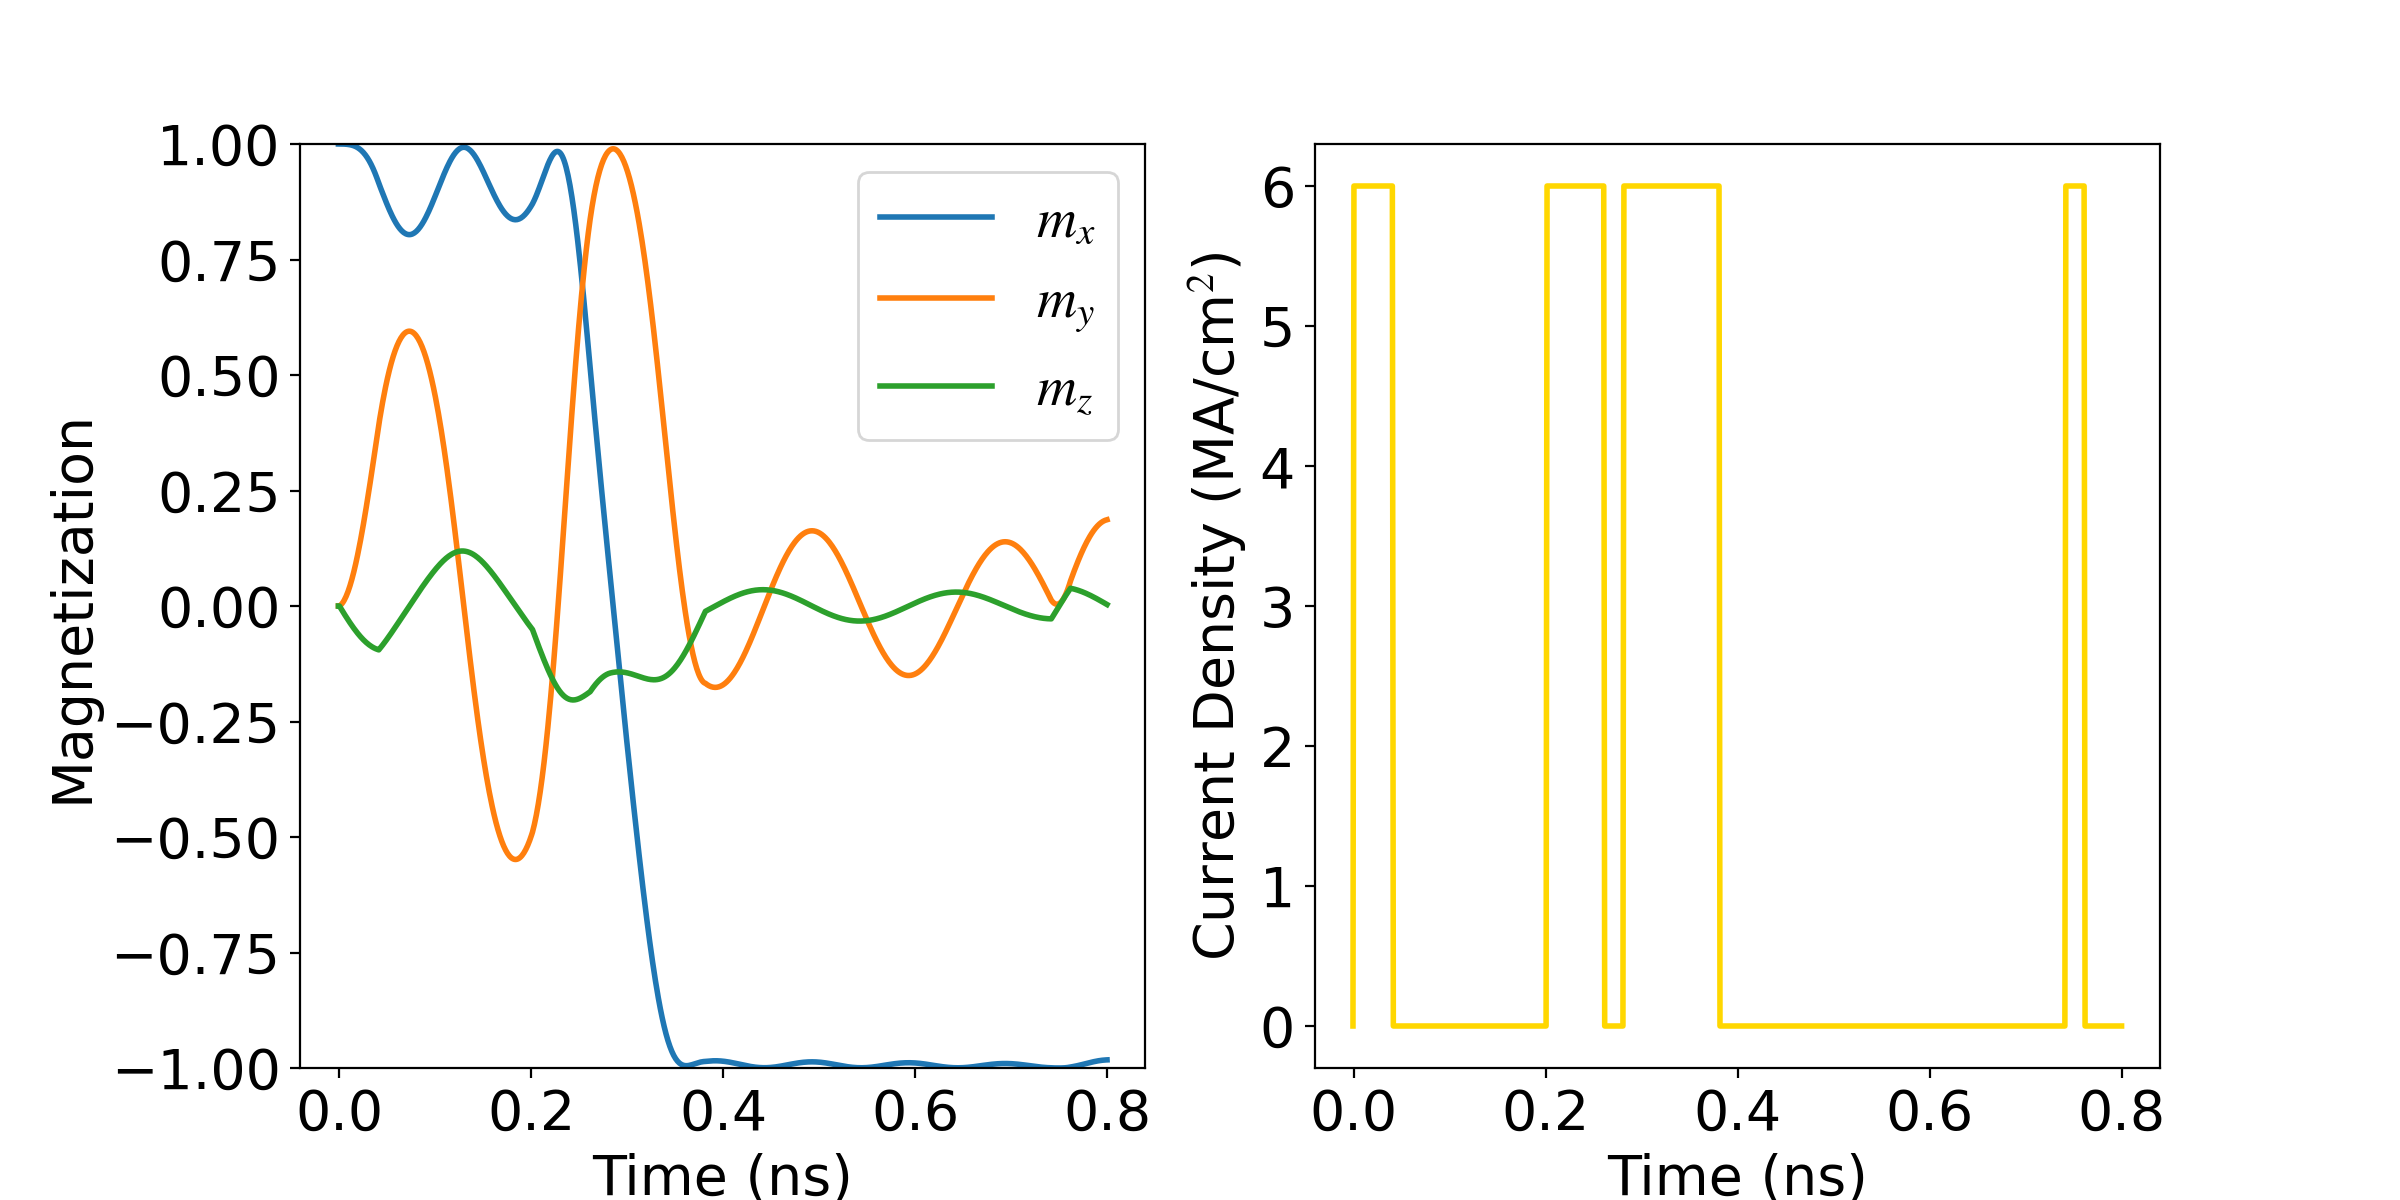 Magnetization
1.00
0.75
0.50
0.25
0.00
−0.25
−0.50
−0.75
−1.00
0.0 0.2 0.4 0.6 0.8
Time (ns)
m_x
m_y
m_z
Current Density (MA/cm²)
6
5
4
3
2
1
0
0.0 0.2 0.4 0.6 0.8
Time (ns)